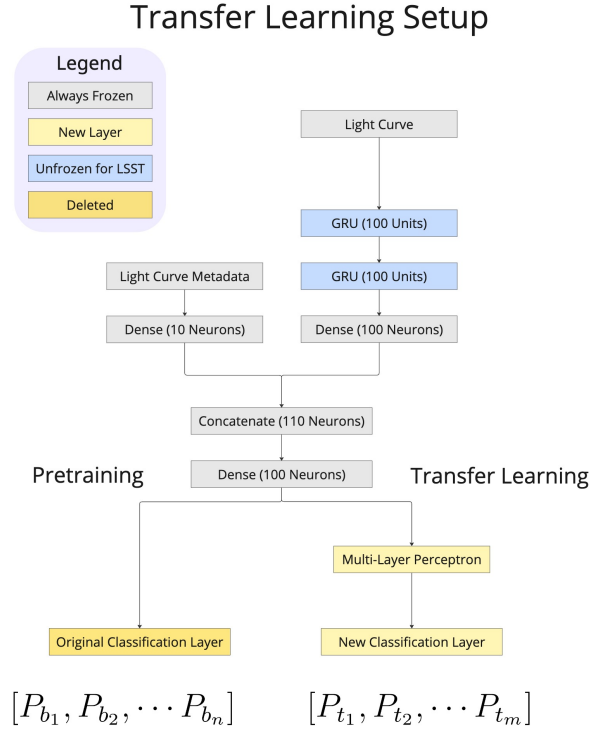 Transfer Learning Setup
Legend
Always Frozen
New Layer
Unfrozen for LSST
Deleted
Light Curve
GRU (100 Units)
GRU (100 Units)
Light Curve Metadata
Dense (10 Neurons)
Dense (100 Neurons)
Concatenate (110 Neurons)
Dense (100 Neurons)
Pretraining
Transfer Learning
Multi-Layer Perceptron
Original Classification Layer
New Classification Layer
[P_{b_1}, P_{b_2}, ⋯ P_{b_n}]
[P_{t_1}, P_{t_2}, ⋯ P_{t_m}]